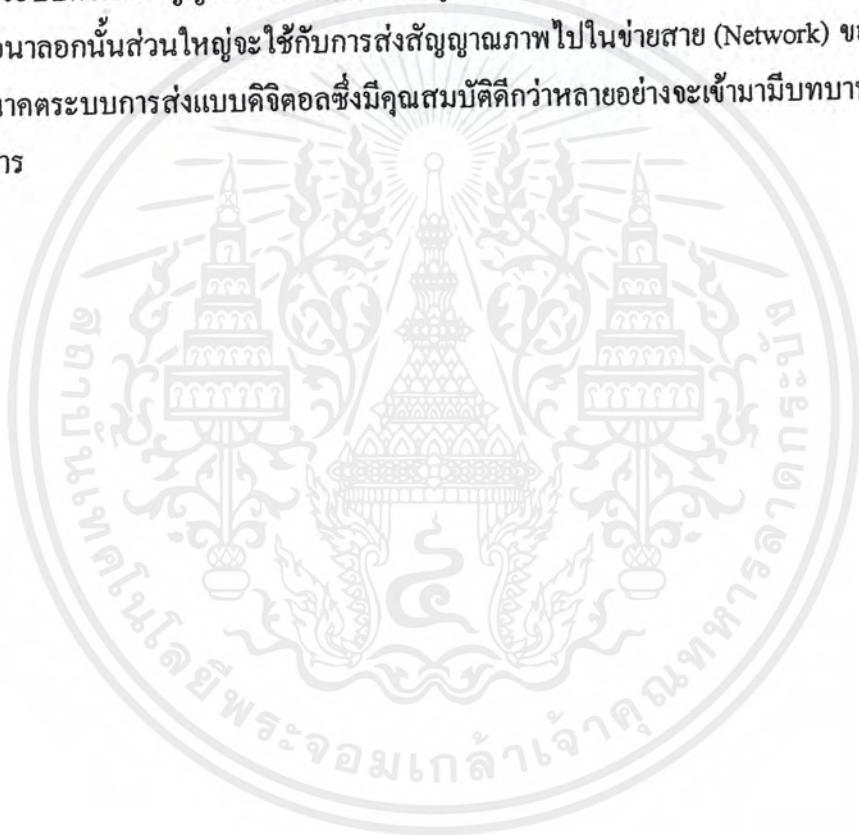 อนาลอกนั้นส่วนใหญ่จะใช้กับการส่งสัญญาณภาพไปในข่ายสาย (Network)
นาคตระบบการส่งแบบดิจิตอลซึ่งมีคุณสมบัติดีกว่าหลายอย่างจะเข้ามามีบทบาท
าร
สถาบันเทคโนโลยีพระจอมเกล้าเจ้าคุณทหารลาดกระบัง